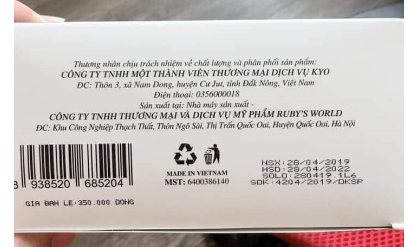 Thương nhân chịu trách nhiệm về chất lượng và phân phối sản phẩm:
CÔNG TY TNHH MỘT THÀNH VIÊN THƯƠNG MẠI DỊCH VỤ KYO
ĐC: Thôn 3, xã Nam Dong, huyện Cư Jut, tỉnh Đắk Nông, Việt Nam
Điện thoại: 0356000018
Sản xuất tại: Nhà máy sản xuất -
CÔNG TY TNHH THƯƠNG MẠI VÀ DỊCH VỤ MỸ PHẨM RUBY'S WORLD
ĐC: Khu Công Nghiệp Thạch Thất, Thôn Ngô Sài, Thị Trấn Quốc Oai, Huyện Quốc Oai, Hà Nội
MADE IN VIETNAM
MST: 6400386140
NSX:28/04/2019
HSD:28/04/2022
SOLO:280419.1L6
SDK:4204/2019/DKSP
8 938520 685204
GIA BAN LE:350.000 DONG